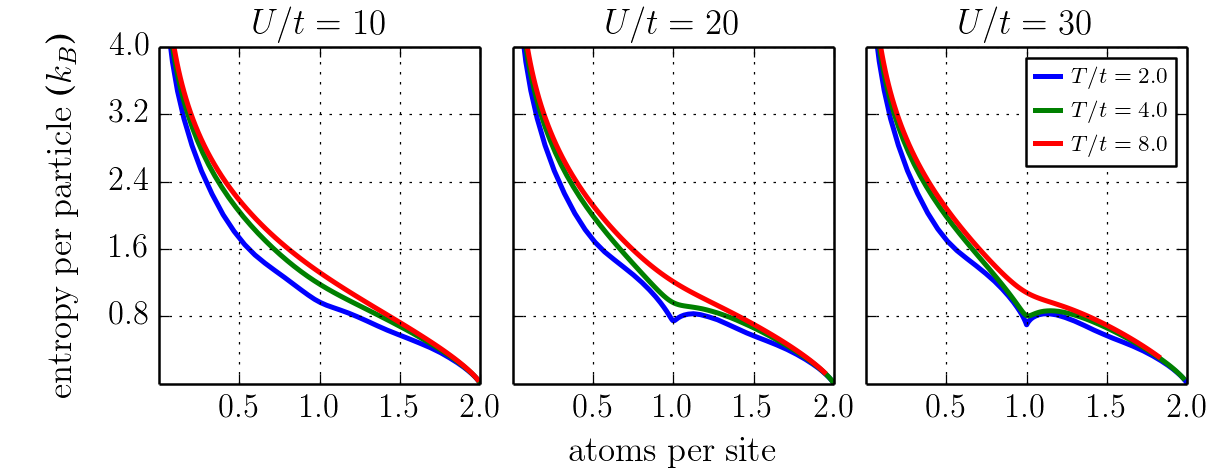 U/t = 10
U/t = 20
U/t = 30
entropy per particle (k_B)
4.0
3.2
2.4
1.6
0.8
T/t = 2.0
T/t = 4.0
T/t = 8.0
0.5 1.0 1.5 2.0
0.5 1.0 1.5 2.0
0.5 1.0 1.5 2.0
atoms per site